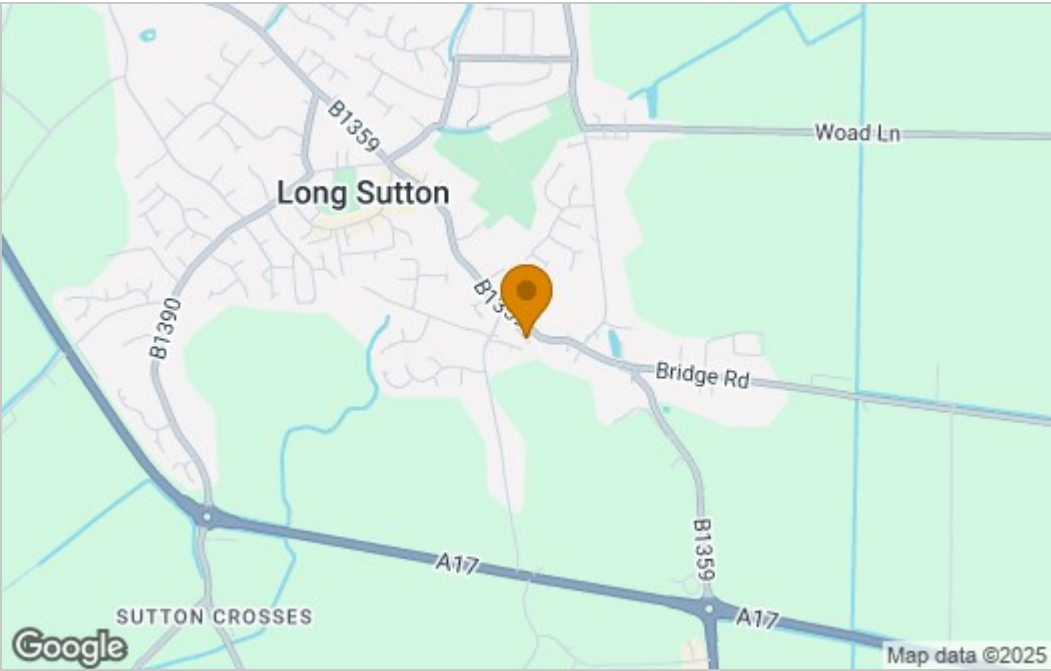 B1359
Woad Ln
Long Sutton
B1390
Bridge Rd
B1359
A17
A17
SUTTON CROSSES
Google
Map data ©2025